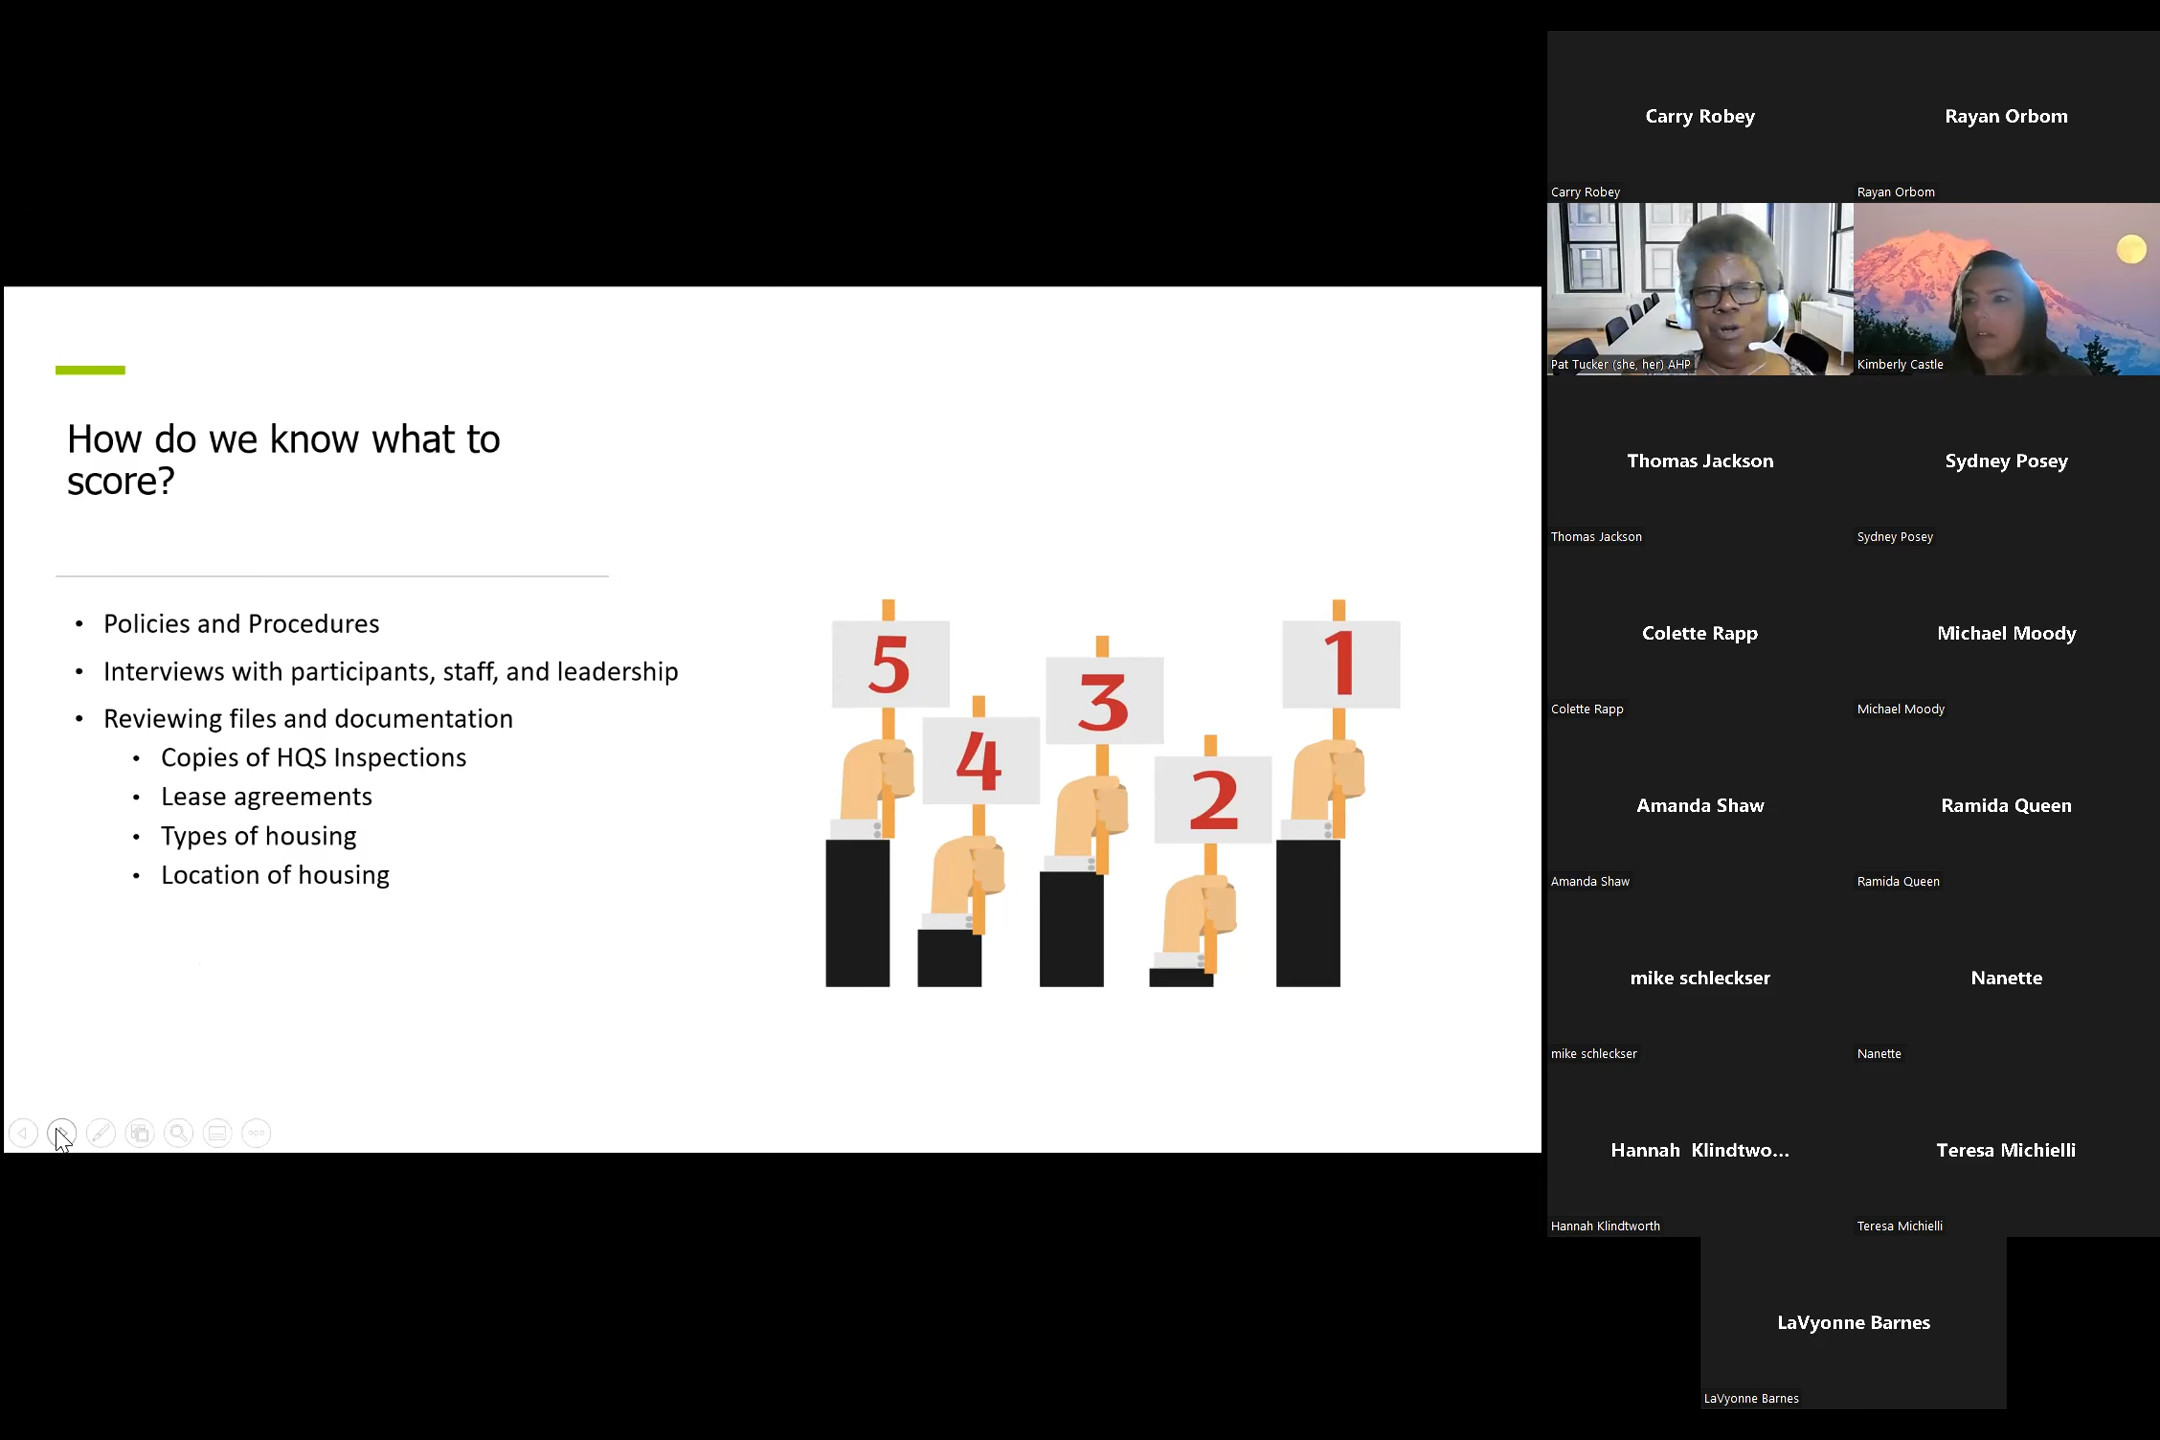 How do we know what to
score?
• Policies and Procedures
• Interviews with participants, staff, and leadership
• Reviewing files and documentation
• Copies of HQS Inspections
• Lease agreements
• Types of housing
• Location of housing
5
4
3
2
1
Carry Robey
Carry Robey
Rayan Orbom
Rayan Orbom
Pat Tucker (she, her) AHP
Kimberly Castle
Thomas Jackson
Thomas Jackson
Sydney Posey
Sydney Posey
Colette Rapp
Colette Rapp
Michael Moody
Michael Moody
Amanda Shaw
Amanda Shaw
Ramida Queen
Ramida Queen
mike schleckser
mike schleckser
Nanette
Nanette
Hannah Klindtwo...
Hannah Klindtworth
Teresa Michielli
Teresa Michielli
LaVyonne Barnes
LaVyonne Barnes